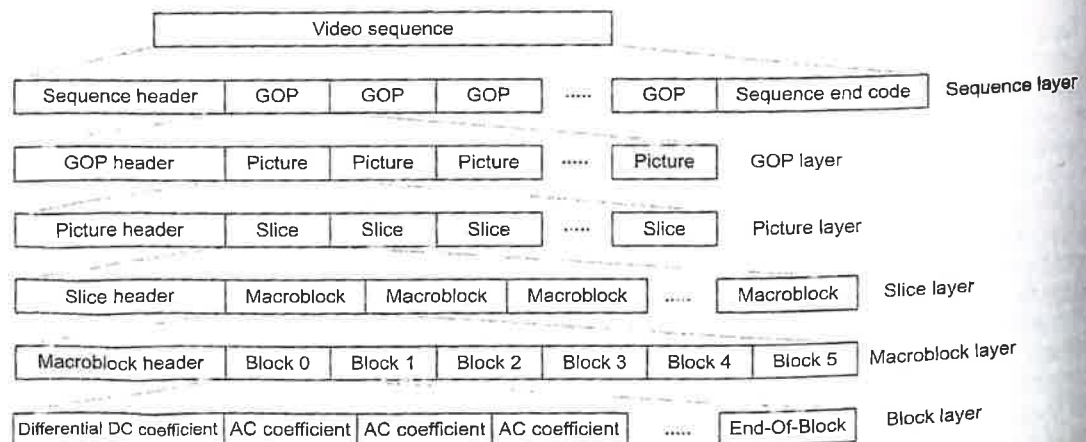 Video sequence
Sequence header GOP GOP GOP ..... GOP Sequence end code Sequence layer
GOP header Picture Picture Picture ..... Picture GOP layer
Picture header Slice Slice Slice ..... Slice Picture layer
Slice header Macroblock Macroblock Macroblock ..... Macroblock Slice layer
Macroblock header Block 0 Block 1 Block 2 Block 3 Block 4 Block 5 Macroblock layer
Differential DC coefficient AC coefficient AC coefficient AC coefficient ..... End-Of-Block Block layer